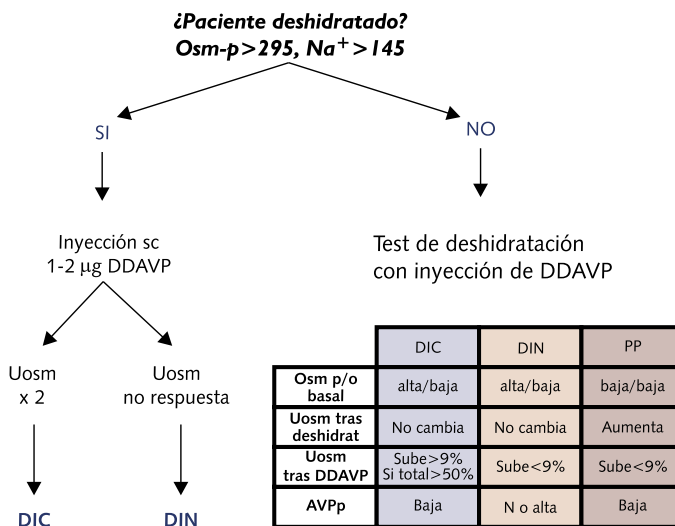 ¿Paciente deshidratado?
Osm-p>295, Na+>145
SI
NO
Inyección sc
1-2 µg DDAVP
Test de deshidratación
con inyección de DDAVP
Uosm
x 2
Uosm
no respuesta
DIC
DIN
DIC DIN PP
Osm p/o
basal
alta/baja alta/baja baja/baja
Uosm tras
deshidrat
No cambia No cambia Aumenta
Uosm
tras DDAVP
Sube>9%
Si total>50%
Sube<9% Sube<9%
AVPp Baja N o alta Baja